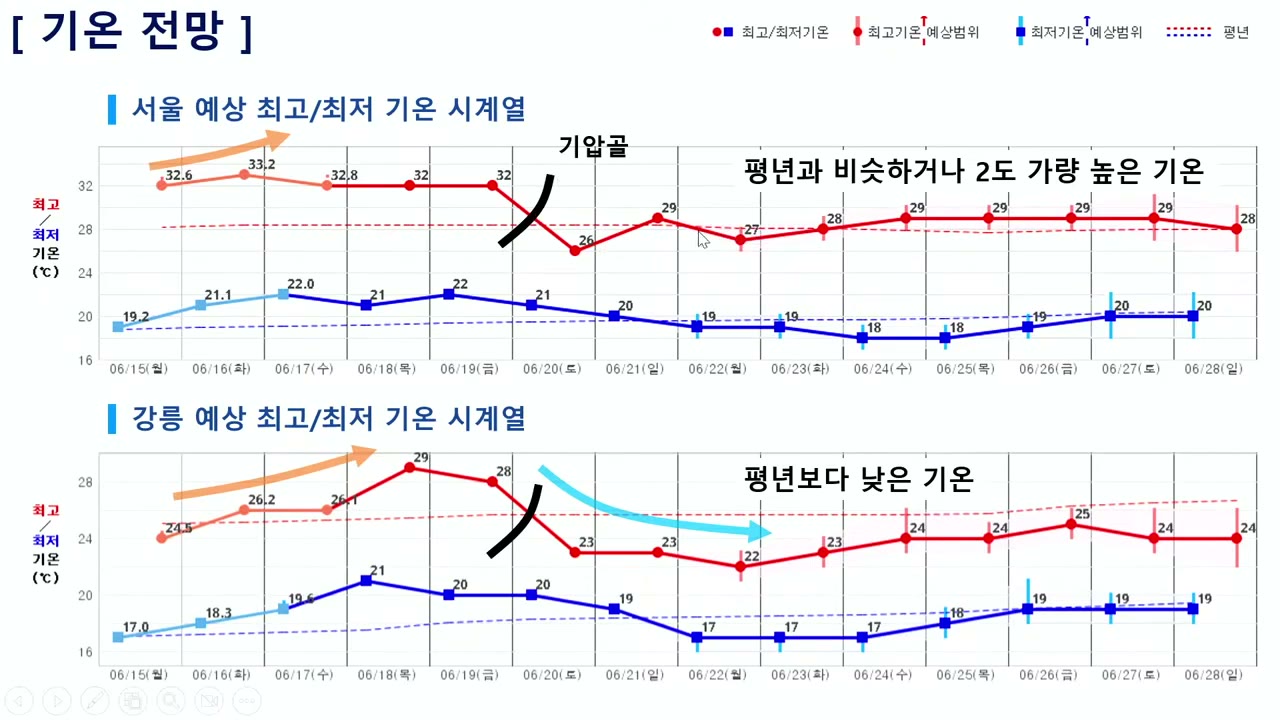 [ 기온 전망 ]
최고/최저기온 최고기온 예상범위 최저기온 예상범위 평년
서울 예상 최고/최저 기온 시계열
기압골
평년과 비슷하거나 2도 가량 높은 기온
최고
/
최저
기온
(℃)
32
28
24
20
16
32.6 33.2 32.8 32 32 26 29 27 28 29 29 29 29 28
19.2 21.1 22.0 21 22 21 20 19 19 18 18 19 20 20
06/15(월) 06/16(화) 06/17(수) 06/18(목) 06/19(금) 06/20(토) 06/21(일) 06/22(월) 06/23(화) 06/24(수) 06/25(목) 06/26(금) 06/27(토) 06/28(일)
강릉 예상 최고/최저 기온 시계열
평년보다 낮은 기온
최고
/
최저
기온
(℃)
28
24
20
16
24.5 26.2 26.1 29 28 23 23 22 23 24 24 25 24 24
17.0 18.3 19.6 21 20 20 19 17 17 17 18 19 19 19
06/15(월) 06/16(화) 06/17(수) 06/18(목) 06/19(금) 06/20(토) 06/21(일) 06/22(월) 06/23(화) 06/24(수) 06/25(목) 06/26(금) 06/27(토) 06/28(일)